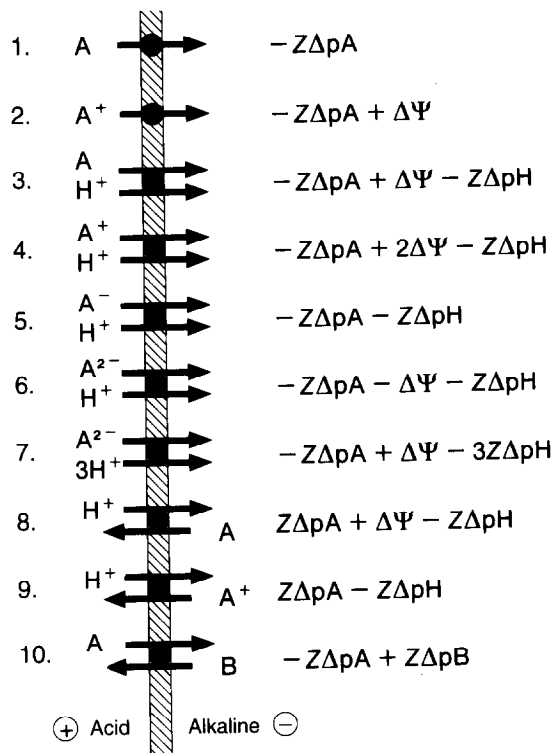 1. A −ZΔpA
2. A⁺ −ZΔpA + ΔΨ
3. A H⁺ −ZΔpA + ΔΨ − ZΔpH
4. A⁺ H⁺ −ZΔpA + 2ΔΨ − ZΔpH
5. A⁻ H⁺ −ZΔpA − ZΔpH
6. A²⁻ H⁺ −ZΔpA − ΔΨ − ZΔpH
7. A²⁻ 3H⁺ −ZΔpA + ΔΨ − 3ZΔpH
8. H⁺ A ZΔpA + ΔΨ − ZΔpH
9. H⁺ A⁺ ZΔpA − ZΔpH
10. A B −ZΔpA + ZΔpB
⊕ Acid Alkaline ⊖